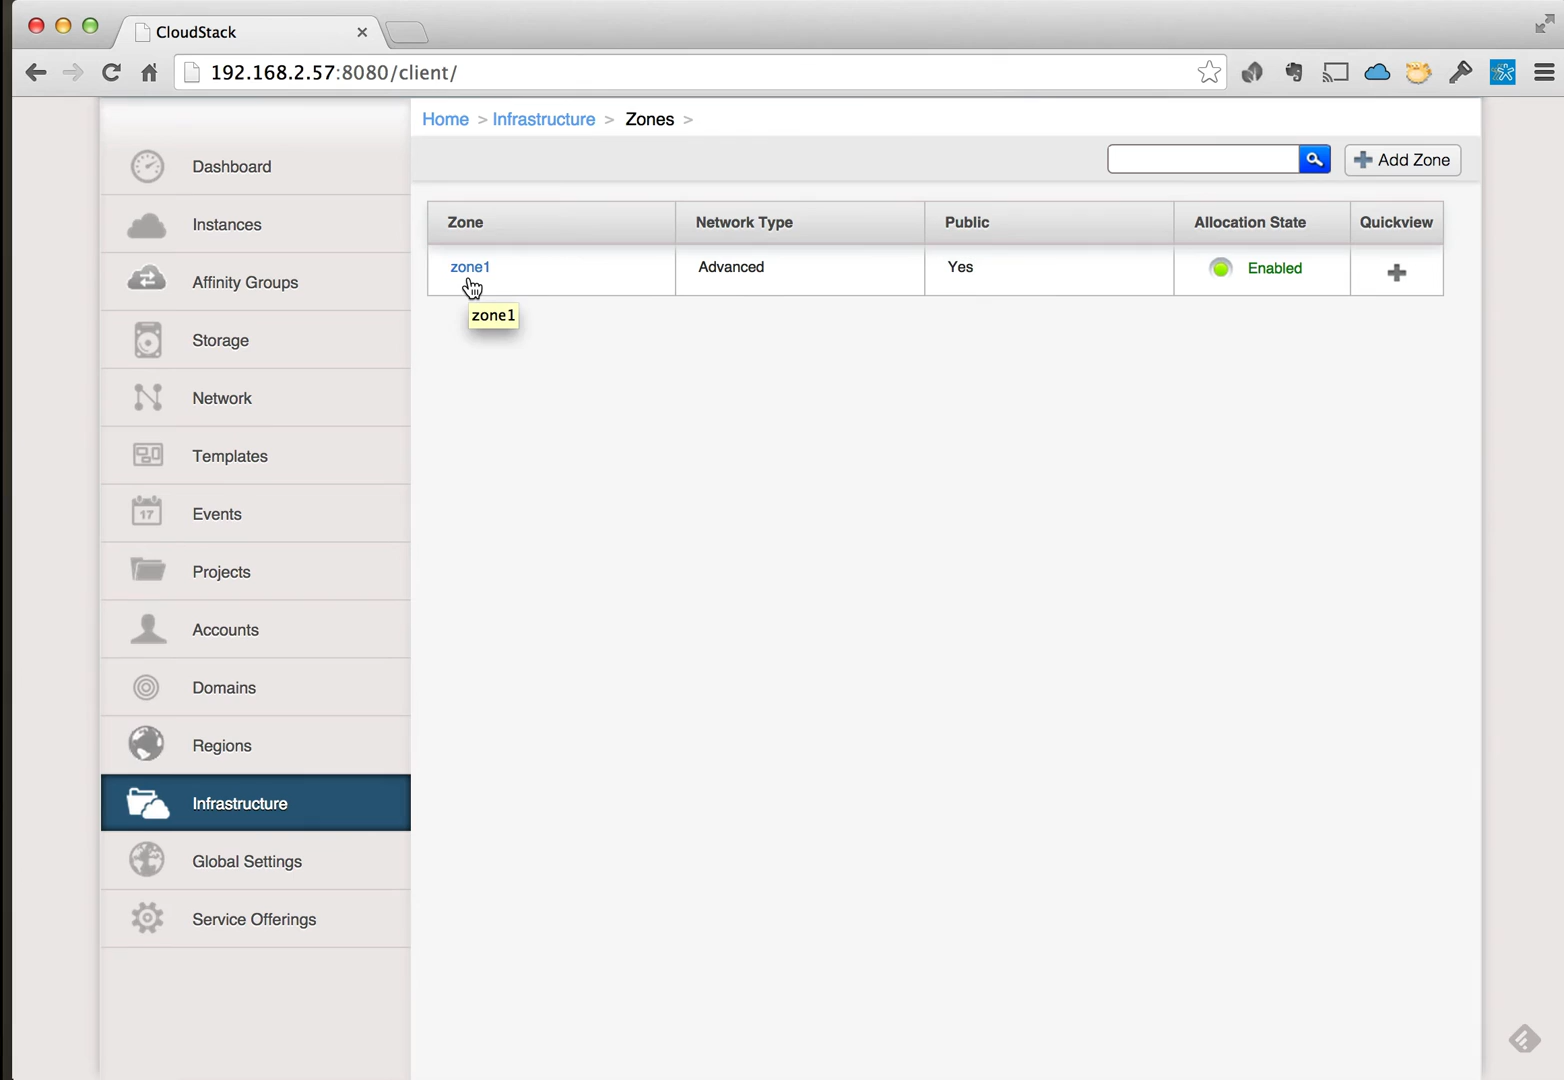 CloudStack
192.168.2.57:8080/client/
Home > Infrastructure > Zones >
Add Zone
Dashboard
Instances
Affinity Groups
Storage
Network
Templates
Events
17
Projects
Accounts
Domains
Regions
Infrastructure
Global Settings
Service Offerings
Zone Network Type Public Allocation State Quickview
zone1 Advanced Yes Enabled
zone1